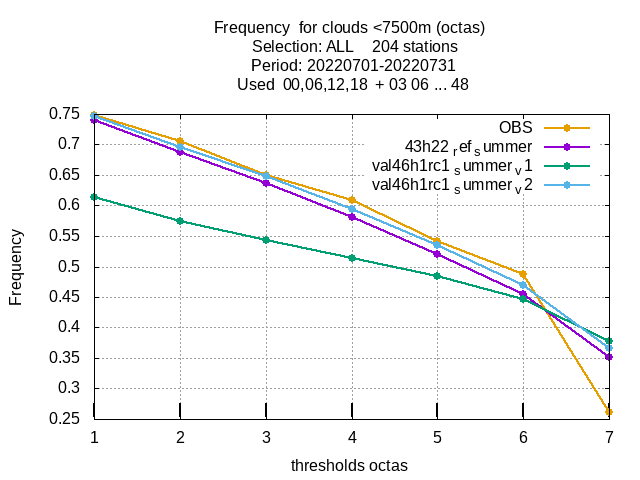 Frequency for clouds <7500m (octas)
Selection: ALL 204 stations
Period: 20220701-20220731
Used 00,06,12,18 + 03 06 ... 48
0.75
0.7
0.65
0.6
0.55
0.5
0.45
0.4
0.35
0.3
0.25
Frequency
OBS
43h22 ref summer
val46h1rc1 summer v1
val46h1rc1 summer v2
1 2 3 4 5 6 7
thresholds octas